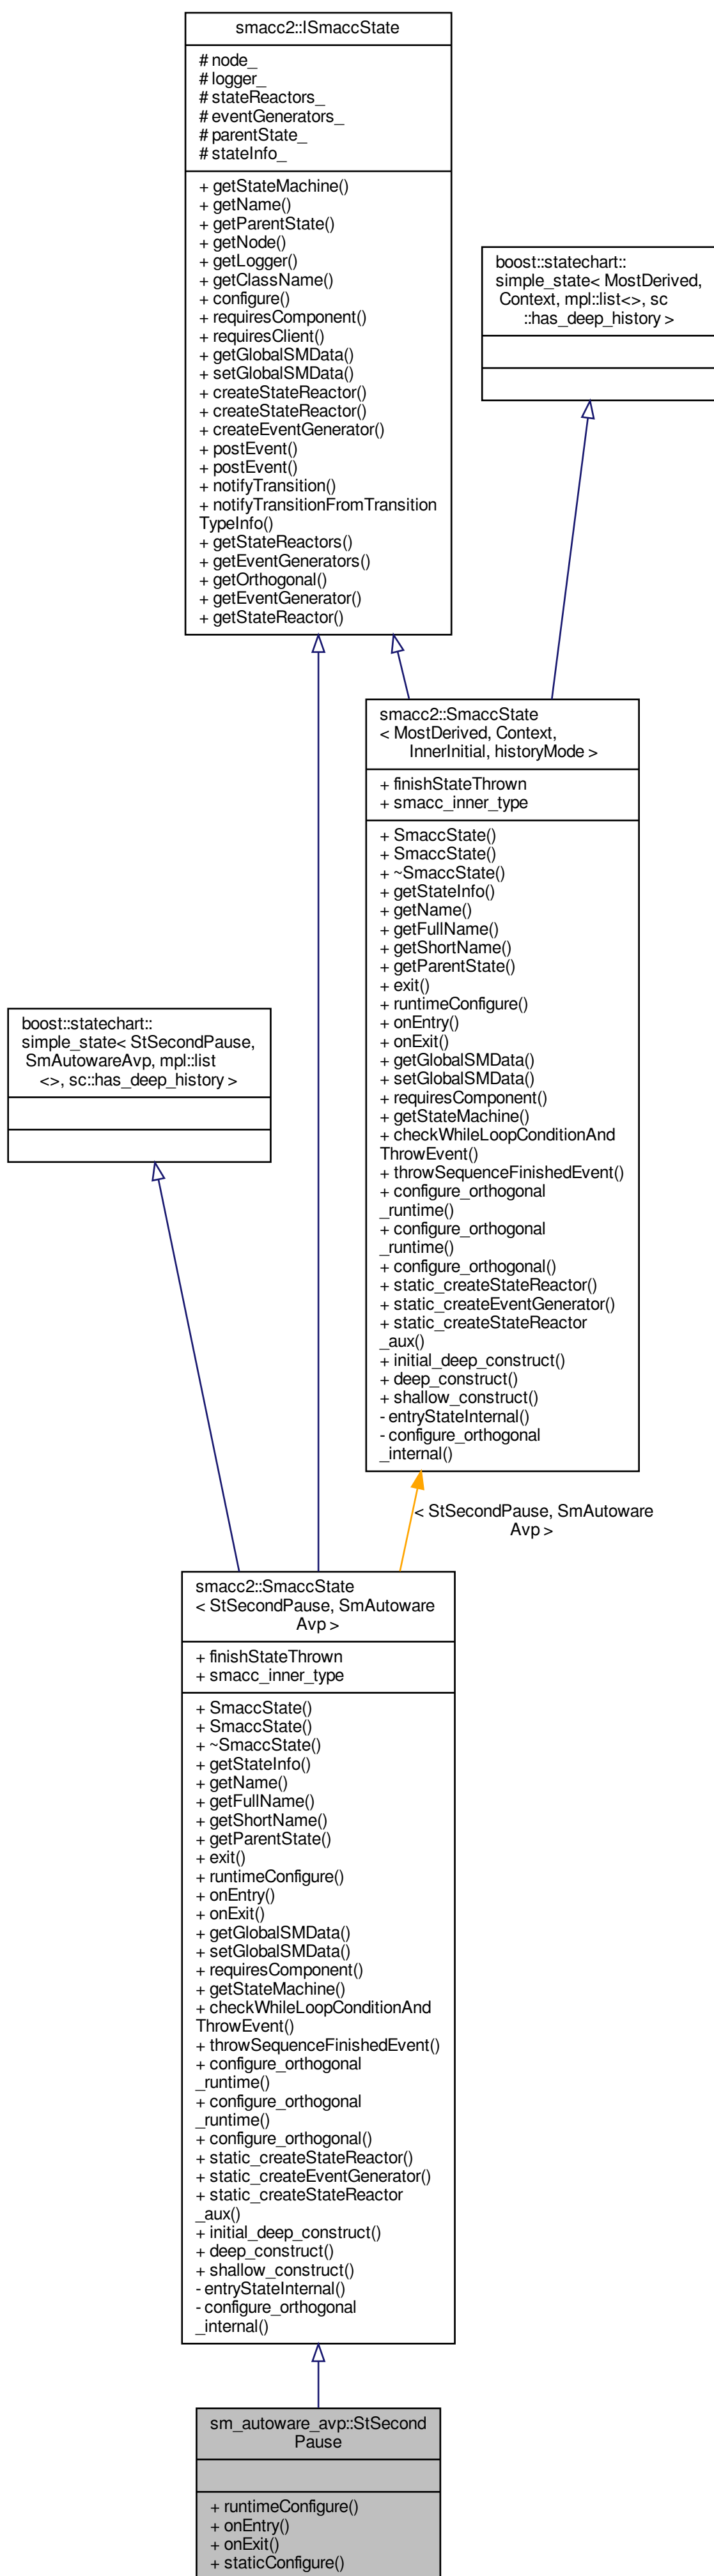 smacc2::ISmaccState
# node_
# logger_
# stateReactors_
# eventGenerators_
# parentState_
# stateInfo_
+ getStateMachine()
+ getName()
+ getParentState()
+ getNode()
+ getLogger()
+ getClassName()
+ configure()
+ requiresComponent()
+ requiresClient()
+ getGlobalSMData()
+ setGlobalSMData()
+ createStateReactor()
+ createStateReactor()
+ createEventGenerator()
+ postEvent()
+ postEvent()
+ notifyTransition()
+ notifyTransitionFromTransition
TypeInfo()
+ getStateReactors()
+ getEventGenerators()
+ getOrthogonal()
+ getEventGenerator()
+ getStateReactor()
boost::statechart::
simple_state< MostDerived,
Context, mpl::list<>, sc
::has_deep_history >
smacc2::SmaccState
< MostDerived, Context,
InnerInitial, historyMode >
+ finishStateThrown
+ smacc_inner_type
+ SmaccState()
+ SmaccState()
+ ~SmaccState()
+ getStateInfo()
+ getName()
+ getFullName()
+ getShortName()
+ getParentState()
+ exit()
+ runtimeConfigure()
+ onEntry()
+ onExit()
+ getGlobalSMData()
+ setGlobalSMData()
+ requiresComponent()
+ getStateMachine()
+ checkWhileLoopConditionAnd
ThrowEvent()
+ throwSequenceFinishedEvent()
+ configure_orthogonal
_runtime()
+ configure_orthogonal
_runtime()
+ configure_orthogonal()
+ static_createStateReactor()
+ static_createEventGenerator()
+ static_createStateReactor
_aux()
+ initial_deep_construct()
+ deep_construct()
+ shallow_construct()
- entryStateInternal()
- configure_orthogonal
_internal()
boost::statechart::
simple_state< StSecondPause,
SmAutowareAvp, mpl::list
<>, sc::has_deep_history >
< StSecondPause, SmAutoware
Avp >
smacc2::SmaccState
< StSecondPause, SmAutoware
Avp >
+ finishStateThrown
+ smacc_inner_type
+ SmaccState()
+ SmaccState()
+ ~SmaccState()
+ getStateInfo()
+ getName()
+ getFullName()
+ getShortName()
+ getParentState()
+ exit()
+ runtimeConfigure()
+ onEntry()
+ onExit()
+ getGlobalSMData()
+ setGlobalSMData()
+ requiresComponent()
+ getStateMachine()
+ checkWhileLoopConditionAnd
ThrowEvent()
+ throwSequenceFinishedEvent()
+ configure_orthogonal
_runtime()
+ configure_orthogonal
_runtime()
+ configure_orthogonal()
+ static_createStateReactor()
+ static_createEventGenerator()
+ static_createStateReactor
_aux()
+ initial_deep_construct()
+ deep_construct()
+ shallow_construct()
- entryStateInternal()
- configure_orthogonal
_internal()
sm_autoware_avp::StSecond
Pause
+ runtimeConfigure()
+ onEntry()
+ onExit()
+ staticConfigure()